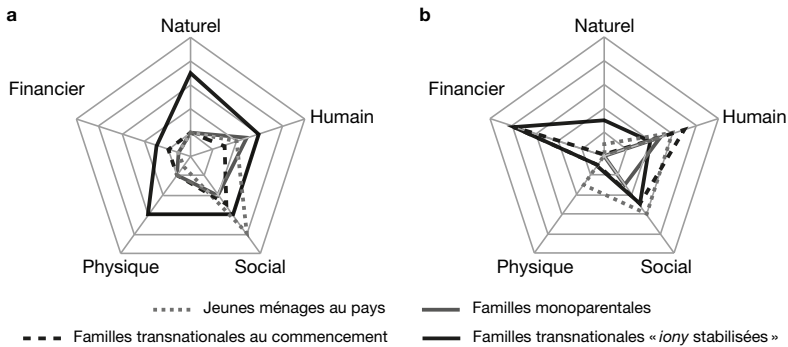 a
b
Naturel
Naturel
Financier
Financier
Humain
Humain
Physique
Social
Physique
Social
Jeunes ménages au pays
Familles monoparentales
Familles transnationales au commencement
Familles transnationales « iony stabilisées »